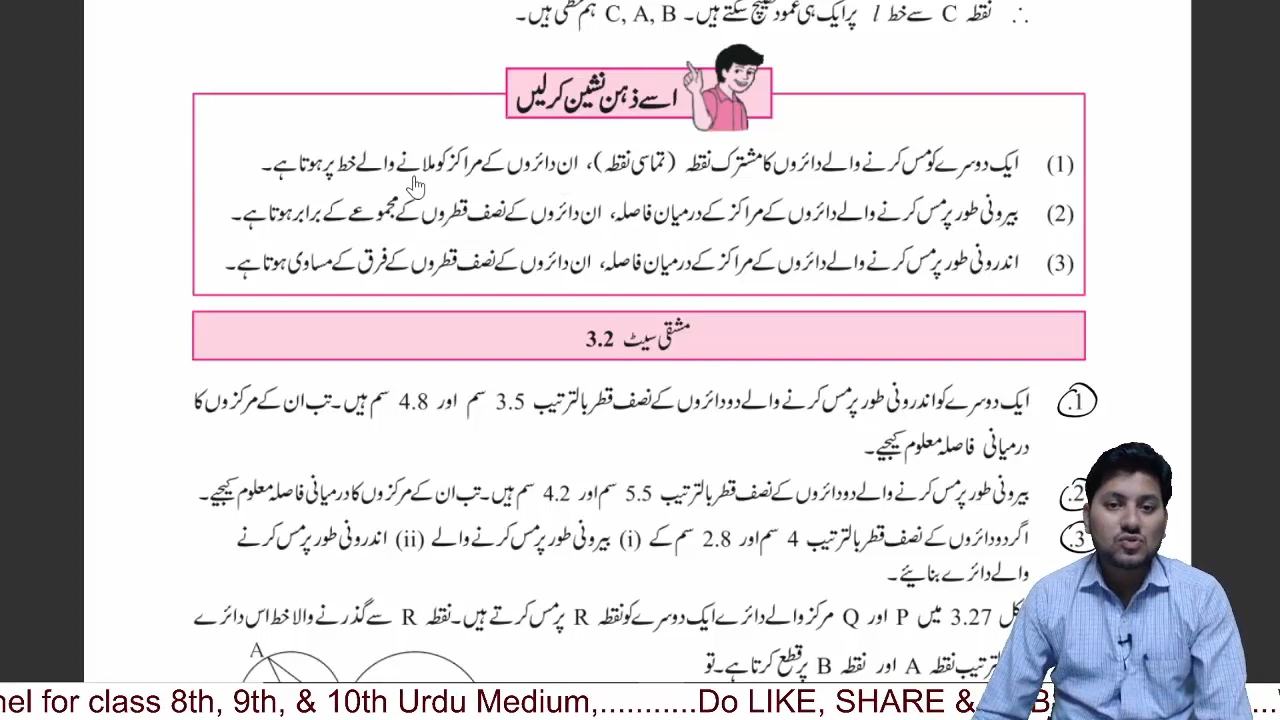 ∴ نقطہ C سے خط l پر ایک ہی عمود کھینچ سکتے ہیں۔ C, A, B ہم خطی ہیں۔
اسے ذہن نشین کرلیں
(1) ایک دوسرے کو مس کرنے والے دائروں کا مشترک نقطہ (تماسی نقطہ)، ان دائروں کے مراکز کو ملانے والے خط پر ہوتا ہے۔
(2) بیرونی طور پر مس کرنے والے دائروں کے مراکز کے درمیان فاصلہ، ان دائروں کے نصف قطروں کے مجموعے کے برابر ہوتا ہے۔
(3) اندرونی طور پر مس کرنے والے دائروں کے مراکز کے درمیان فاصلہ، ان دائروں کے نصف قطروں کے فرق کے مساوی ہوتا ہے۔
مشقی سیٹ 3.2
1. ایک دوسرے کو اندرونی طور پر مس کرنے والے دو دائروں کے نصف قطر بالترتیب 3.5 سم اور 4.8 سم ہیں۔ تب ان کے مرکزوں کا
درمیانی فاصلہ معلوم کیجیے۔
2. بیرونی طور پر مس کرنے والے دو دائروں کے نصف قطر بالترتیب 5.5 سم اور 4.2 سم ہیں۔ تب ان کے مرکزوں کا درمیانی فاصلہ معلوم کیجیے۔
3. اگر دو دائروں کے نصف قطر بالترتیب 4 سم اور 2.8 سم کے (i) بیرونی طور پر مس کرنے والے (ii) اندرونی طور پر مس کرنے
والے دائرے بنائیے۔
3.27 میں P اور Q مرکز والے دائرے ایک دوسرے کو نقطہ R پر مس کرتے ہیں۔ نقطہ R سے گذرنے والا خط اس دائرے
نقطہ A اور نقطہ B پر قطع کرتا ہے۔ تو
A
nel for class 8th, 9th, & 10th Urdu Medium,...........Do LIKE, SHARE &